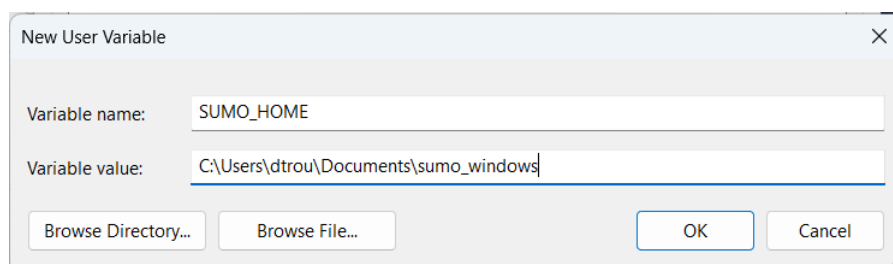 New User Variable
Variable name: SUMO_HOME
Variable value: C:\Users\dtrou\Documents\sumo_windows
Browse Directory... Browse File... OK Cancel